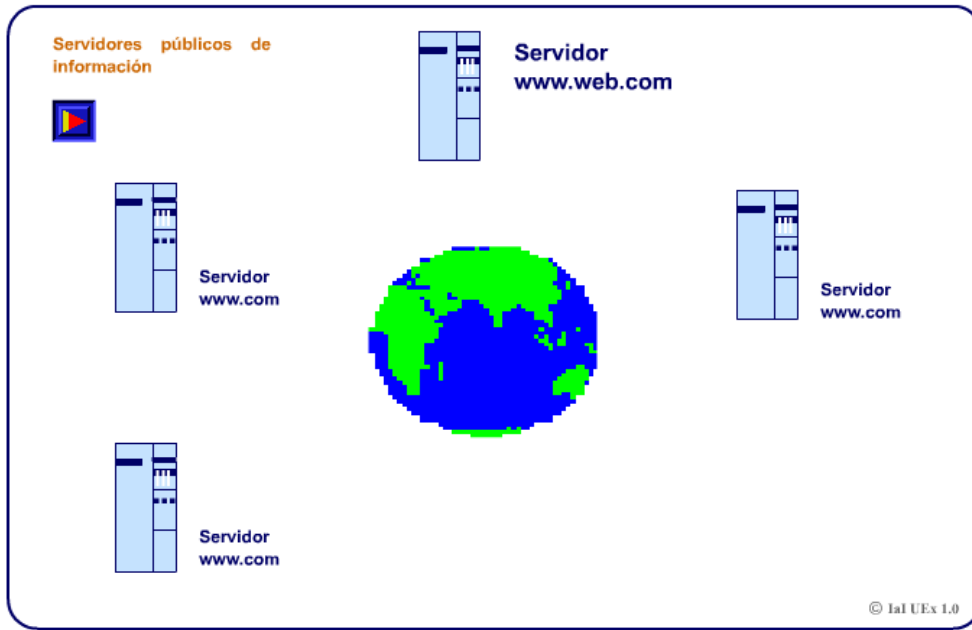 Servidores públicos de
información
Servidor
www.web.com
Servidor
www.com
Servidor
www.com
Servidor
www.com
© IaI UEx 1.0